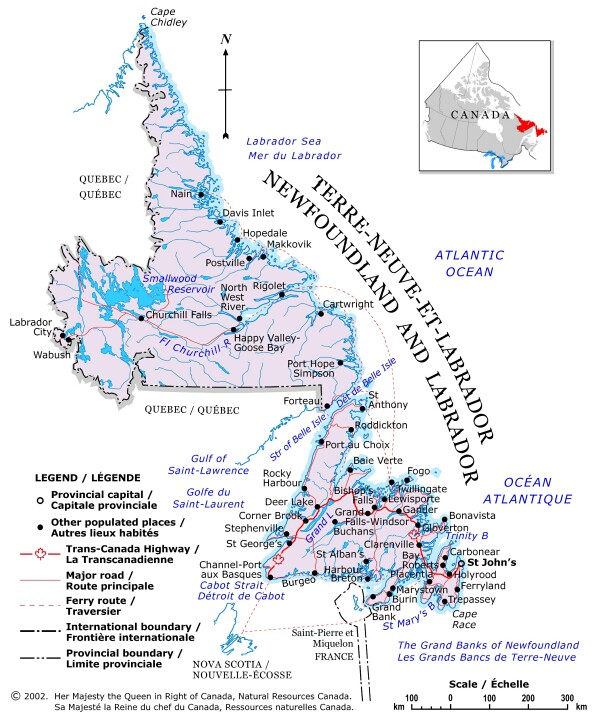 Cape
Chidley
N
CANADA
Labrador Sea
Mer du Labrador
QUEBEC /
QUÉBEC
TERRE-NEUVE-ET-LABRADOR
NEWFOUNDLAND AND LABRADOR
Nain
Davis Inlet
Hopedale
Makkovik
Postville
ATLANTIC
OCEAN
Smallwood
Reservoir
North
West
River
Rigolet
Cartwright
Churchill Falls
Labrador
City
Wabush
Fl Churchill R
Happy Valley-
Goose Bay
Port Hope
Simpson
Dét de Belle Isle
Forteau
St
Anthony
QUEBEC / QUÉBEC
Str of Belle Isle
Roddickton
Port au Choix
Gulf of
Saint-Lawrence
Baie Verte
Rocky
Harbour
Fogo
Twillingate
OCÉAN
ATLANTIQUE
Golfe du
Saint-Laurent
Bishop's
Falls
Lewisporte
Deer Lake
Grand
Gander
Corner Brook
Falls-Windsor
Bonavista
Stephenville
Grand L
Buchans
Gloverton
Trinity B
St George's
Clarenville
Carbonear
St Alban's
Bay
Roberts
St John's
Channel-Port
aux Basques
Harbour
Breton
Placentia
Holyrood
Burgeo
Marystown
Ferryland
Cabot Strait
Détroit de Cabot
Burin
Trepassey
Grand
Bank
St Mary's B
Cape
Race
Saint-Pierre et
Miquelon
FRANCE
The Grand Banks of Newfoundland
Les Grands Bancs de Terre-Neuve
NOVA SCOTIA /
NOUVELLE-ÉCOSSE
LEGEND / LÉGENDE
Provincial capital /
Capitale provinciale
Other populated places /
Autres lieux habités
Trans-Canada Highway /
La Transcanadienne
Major road /
Route principale
Ferry route /
Traversier
International boundary /
Frontière internationale
Provincial boundary /
Limite provinciale
Scale / Échelle
100 0 100 200 300
km km
© 2002. Her Majesty the Queen in Right of Canada, Natural Resources Canada.
Sa Majesté la Reine du chef du Canada, Ressources naturelles Canada.